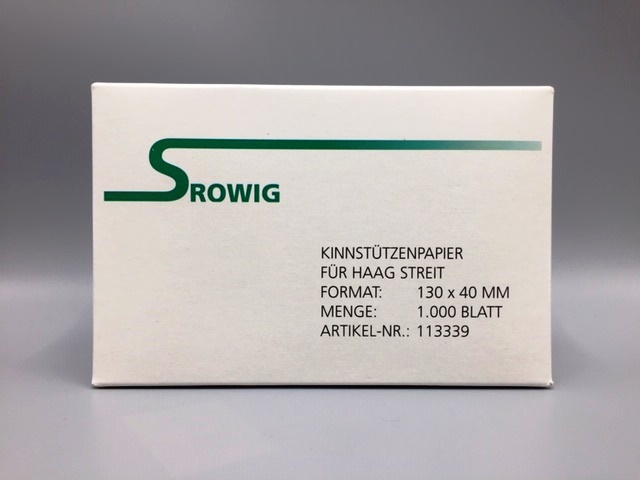 SROWIG
KINNSTÜTZENPAPIER
FÜR HAAG STREIT
FORMAT: 130 x 40 MM
MENGE: 1.000 BLATT
ARTIKEL-NR.: 113339